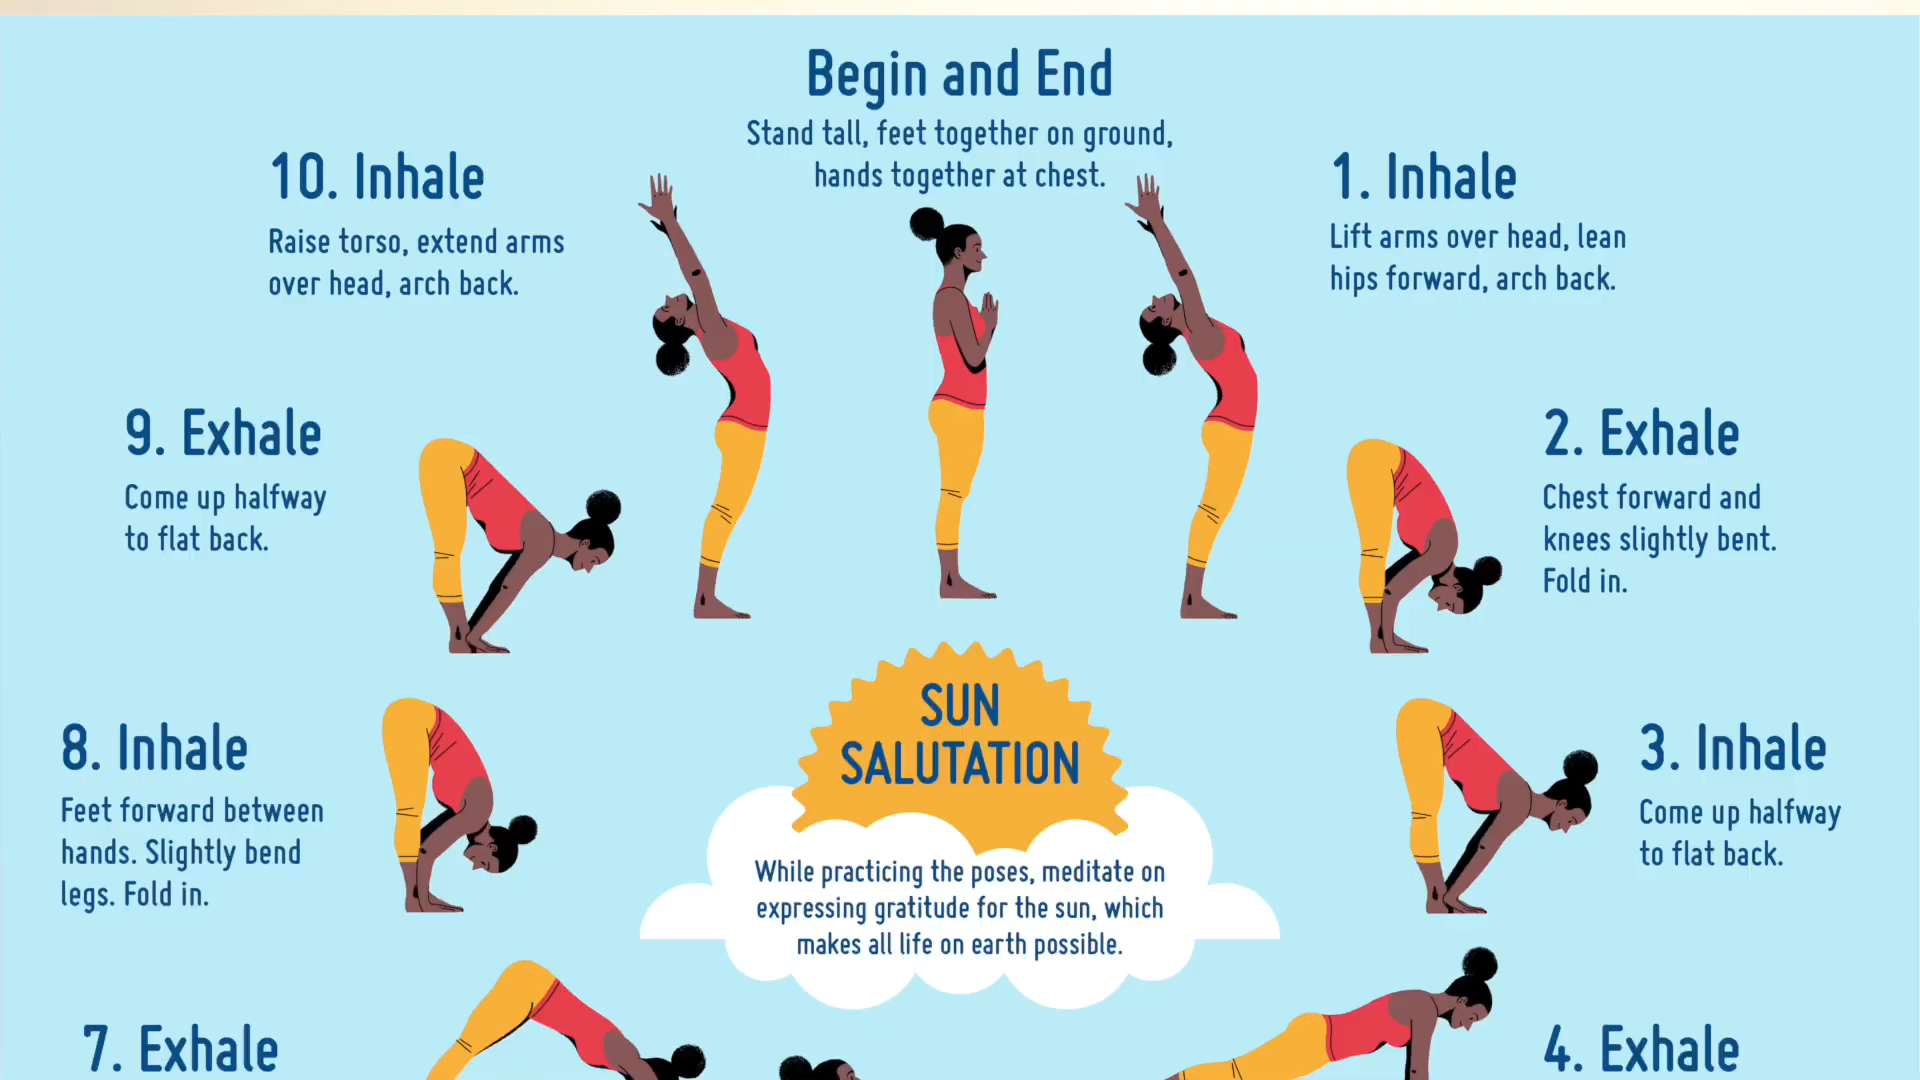 Begin and End
Stand tall, feet together on ground,
hands together at chest.
1. Inhale
Lift arms over head, lean
hips forward, arch back.
2. Exhale
Chest forward and
knees slightly bent.
Fold in.
3. Inhale
Come up halfway
to flat back.
4. Exhale
7. Exhale
8. Inhale
Feet forward between
hands. Slightly bend
legs. Fold in.
9. Exhale
Come up halfway
to flat back.
10. Inhale
Raise torso, extend arms
over head, arch back.
SUN
SALUTATION
While practicing the poses, meditate on
expressing gratitude for the sun, which
makes all life on earth possible.